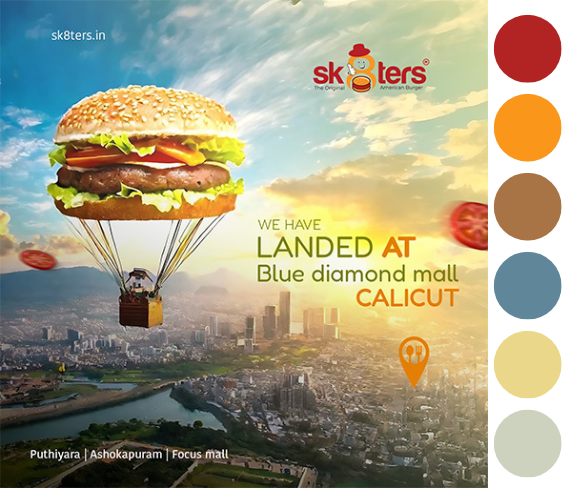 sk8ters.in
sk8ters®
The Original American Burger
WE HAVE
LANDED AT
Blue diamond mall
CALICUT
Puthiyara | Ashokapuram | Focus mall